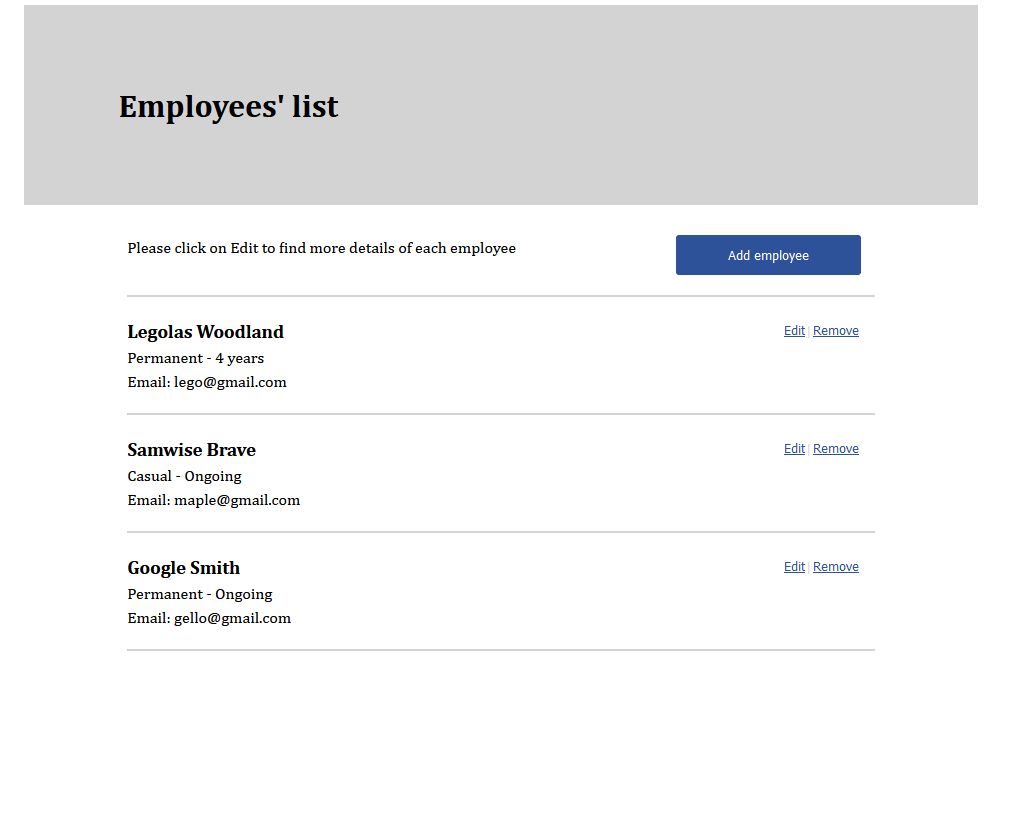 Employees' list
Please click on Edit to find more details of each employee
Add employee
Legolas Woodland
Edit | Remove
Permanent - 4 years
Email: lego@gmail.com
Samwise Brave
Edit | Remove
Casual - Ongoing
Email: maple@gmail.com
Google Smith
Edit | Remove
Permanent - Ongoing
Email: gello@gmail.com